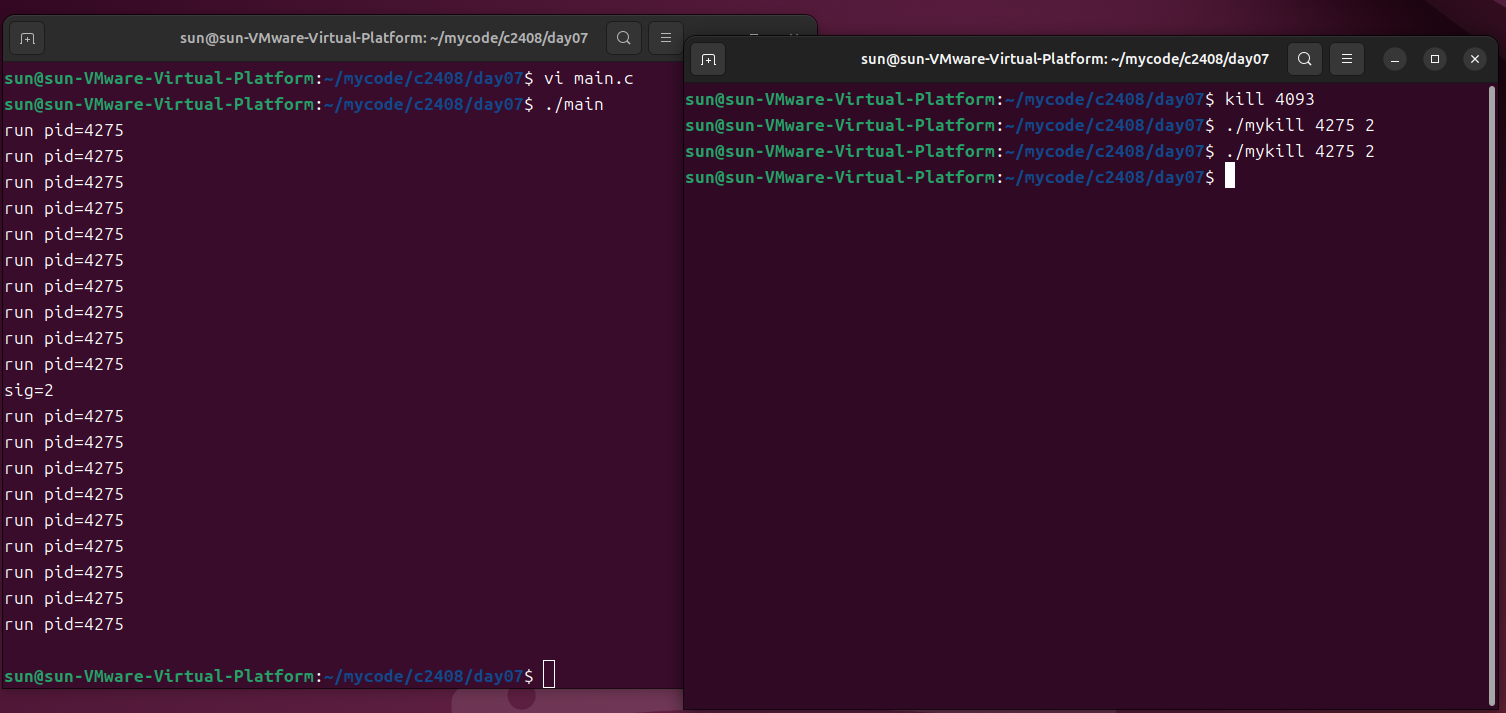 sun@sun-VMware-Virtual-Platform: ~/mycode/c2408/day07
sun@sun-VMware-Virtual-Platform:~/mycode/c2408/day07$ vi main.c
sun@sun-VMware-Virtual-Platform:~/mycode/c2408/day07$ ./main
run pid=4275
run pid=4275
run pid=4275
run pid=4275
run pid=4275
run pid=4275
run pid=4275
run pid=4275
run pid=4275
run pid=4275
sig=2
run pid=4275
run pid=4275
run pid=4275
run pid=4275
run pid=4275
run pid=4275
run pid=4275
run pid=4275
run pid=4275
sun@sun-VMware-Virtual-Platform:~/mycode/c2408/day07$
sun@sun-VMware-Virtual-Platform: ~/mycode/c2408/day07
sun@sun-VMware-Virtual-Platform:~/mycode/c2408/day07$ kill 4093
sun@sun-VMware-Virtual-Platform:~/mycode/c2408/day07$ ./mykill 4275 2
sun@sun-VMware-Virtual-Platform:~/mycode/c2408/day07$ ./mykill 4275 2
sun@sun-VMware-Virtual-Platform:~/mycode/c2408/day07$